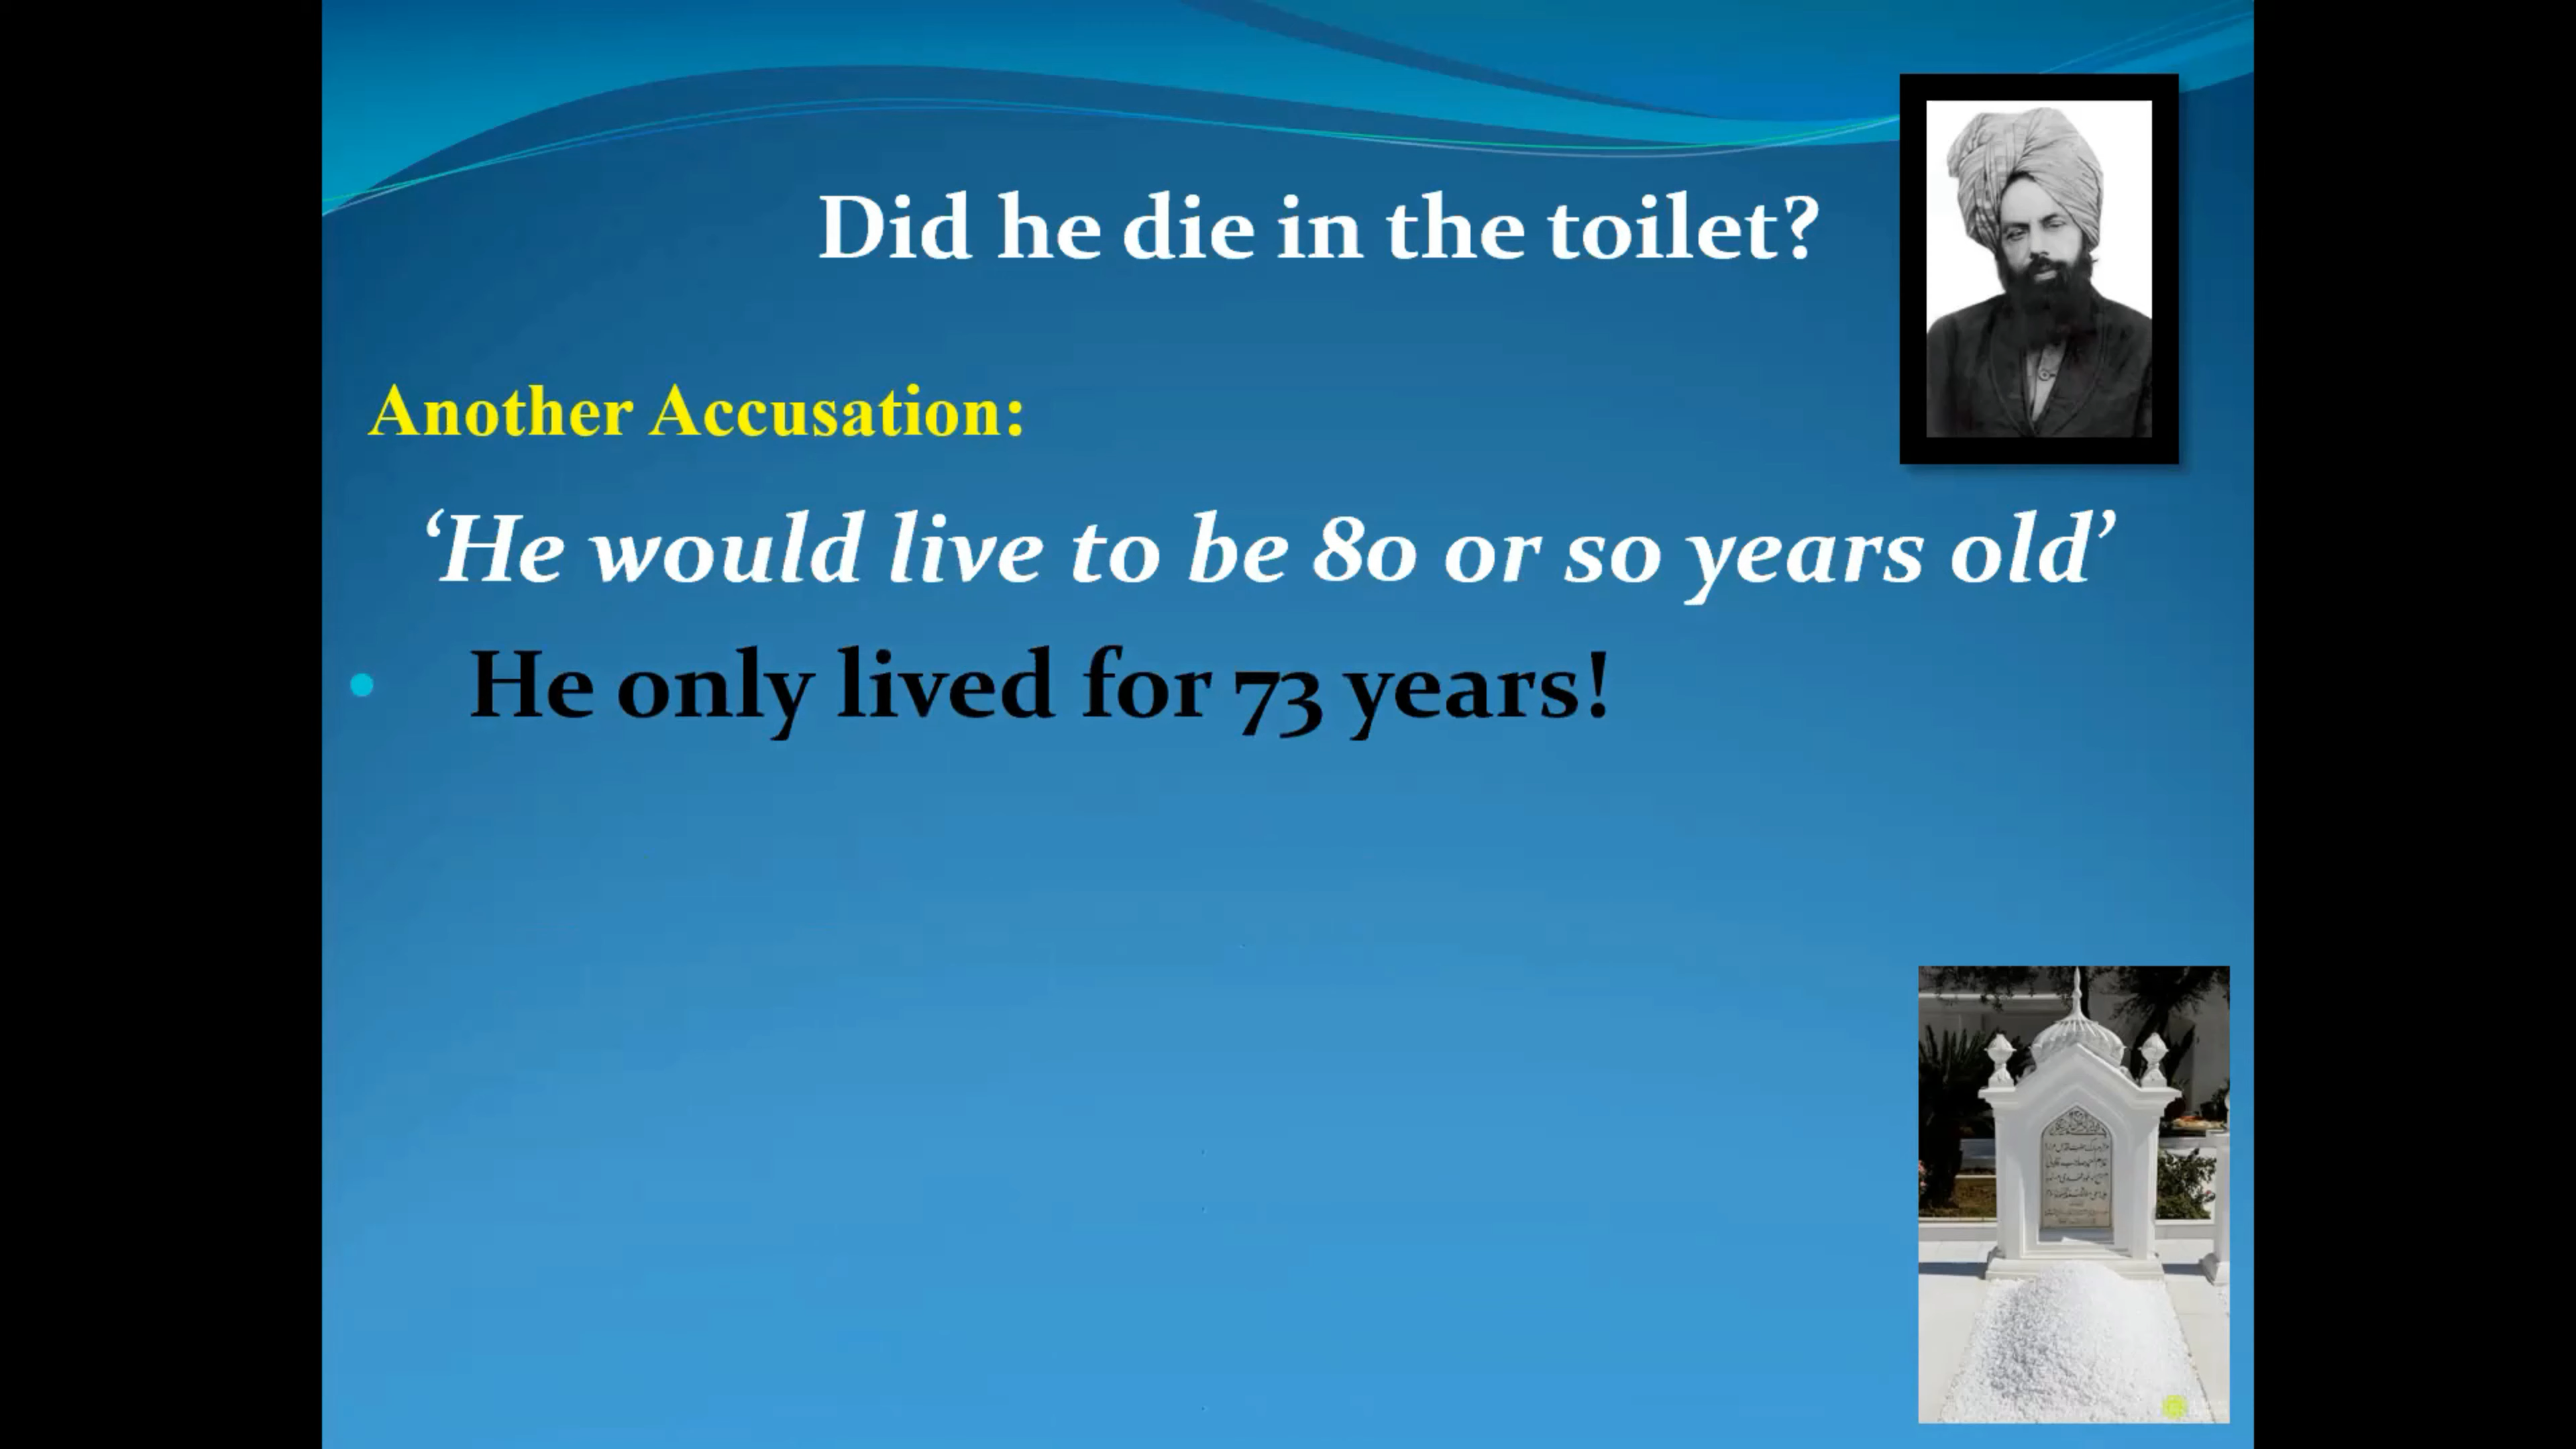 Did he die in the toilet?
Another Accusation:
‘He would live to be 80 or so years old’
He only lived for 73 years!